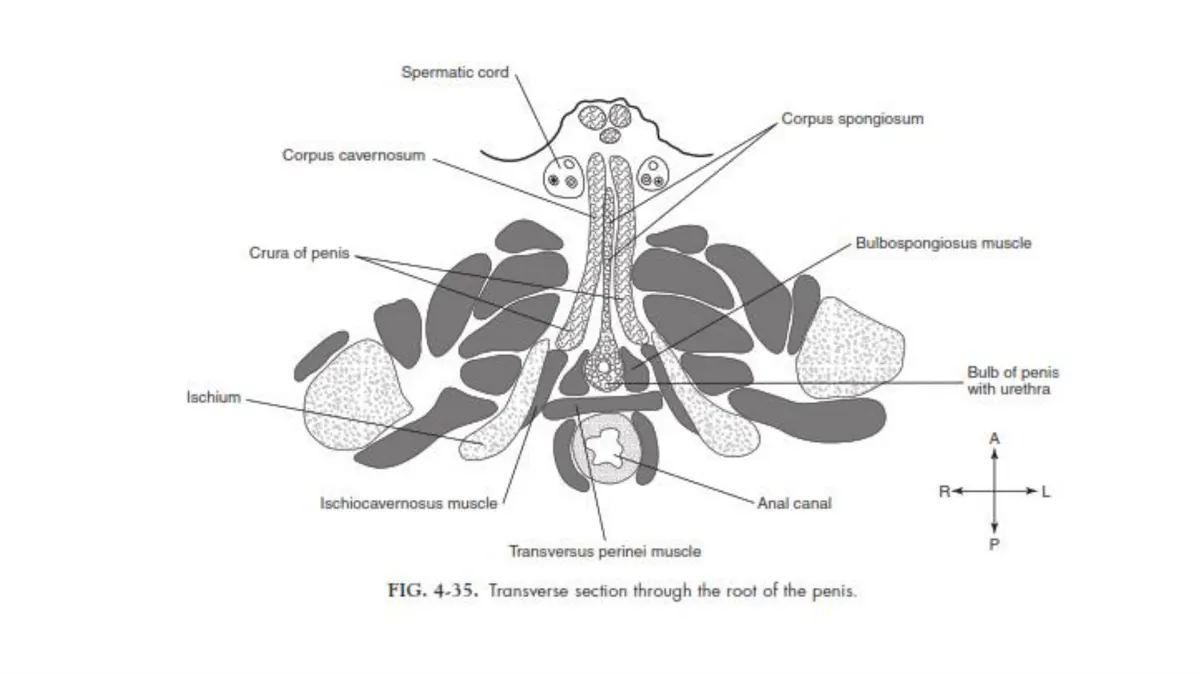 Spermatic cord
Corpus spongiosum
Corpus cavernosum
Bulbospongiosus muscle
Crura of penis
Bulb of penis
with urethra
Ischium
A
R
L
P
Ischiocavernosus muscle
Anal canal
Transversus perinei muscle
FIG. 4-35. Transverse section through the root of the penis.